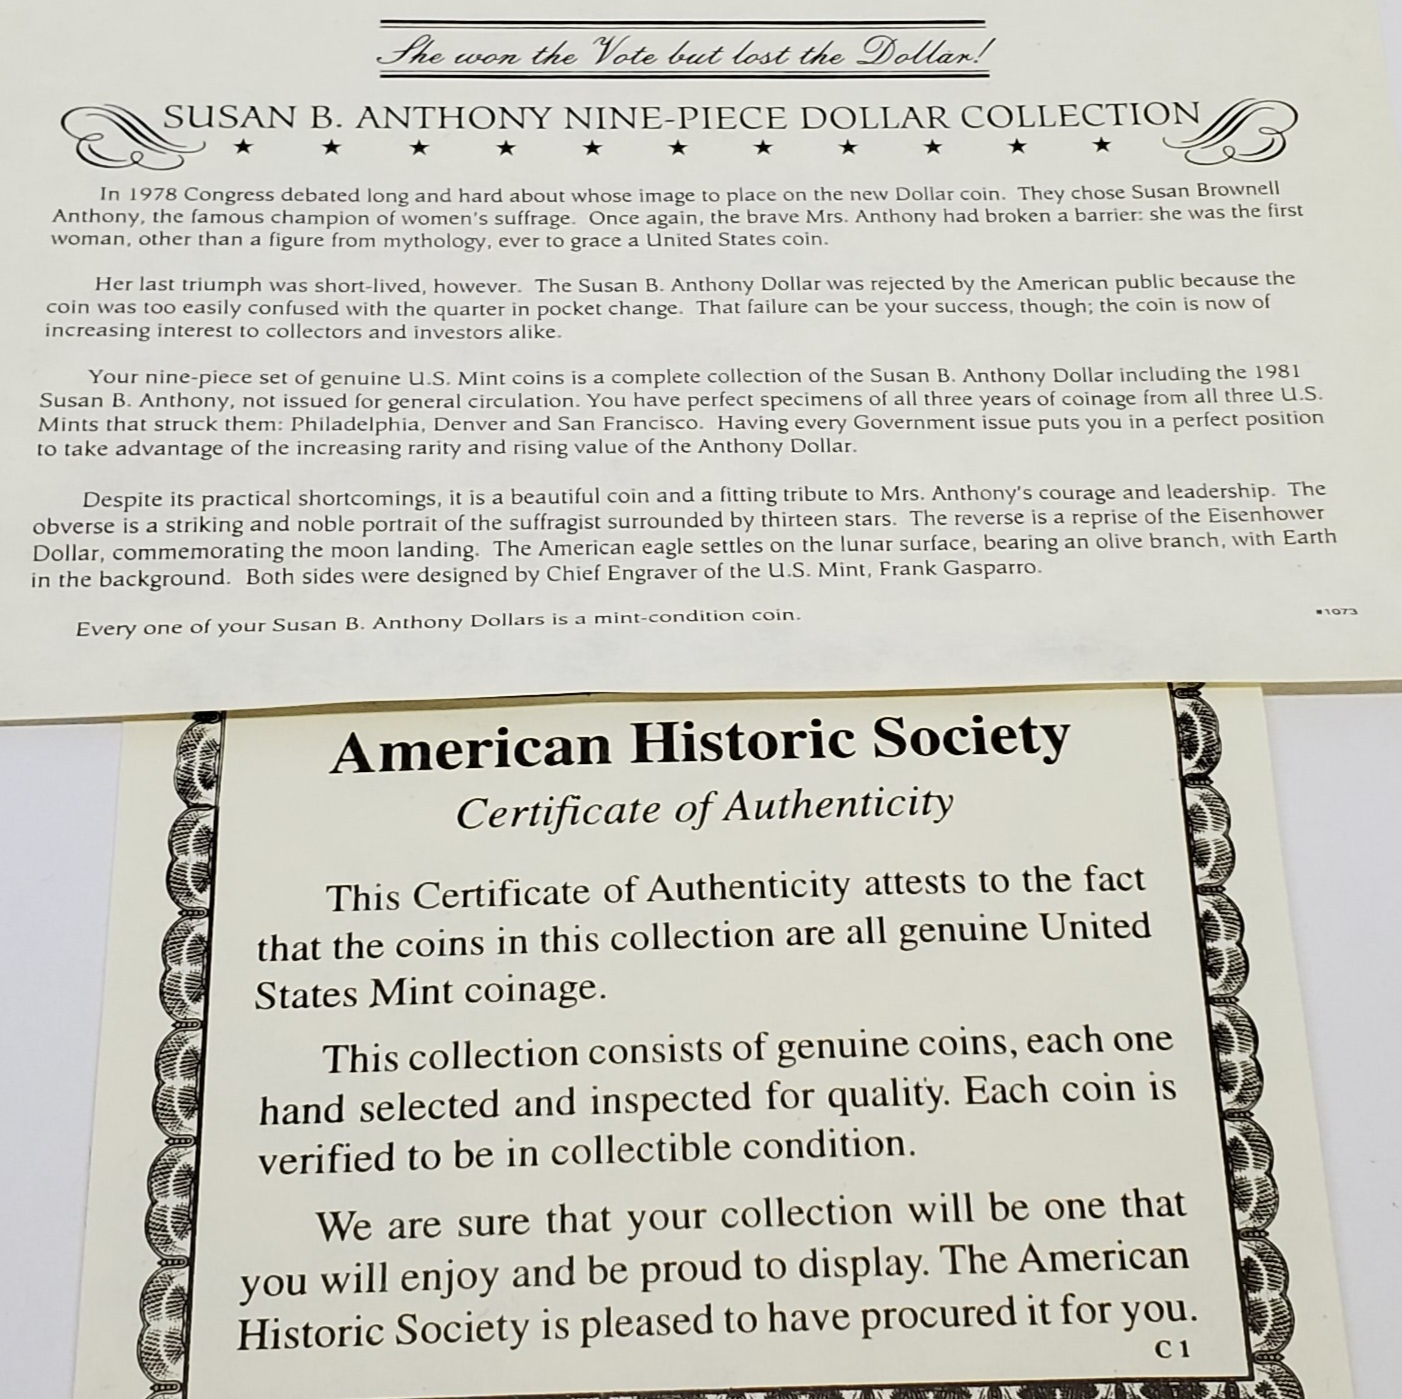 She won the Vote but lost the Dollar!
SUSAN B. ANTHONY NINE-PIECE DOLLAR COLLECTION
In 1978 Congress debated long and hard about whose image to place on the new Dollar coin. They chose Susan Brownell
Anthony, the famous champion of women's suffrage. Once again, the brave Mrs. Anthony had broken a barrier: she was the first
woman, other than a figure from mythology, ever to grace a United States coin.
Her last triumph was short-lived, however. The Susan B. Anthony Dollar was rejected by the American public because the
coin was too easily confused with the quarter in pocket change. That failure can be your success, though; the coin is now of
increasing interest to collectors and investors alike.
Your nine-piece set of genuine U.S. Mint coins is a complete collection of the Susan B. Anthony Dollar including the 1981
Susan B. Anthony, not issued for general circulation. You have perfect specimens of all three years of coinage from all three U.S.
Mints that struck them: Philadelphia, Denver and San Francisco. Having every Government issue puts you in a perfect position
to take advantage of the increasing rarity and rising value of the Anthony Dollar.
Despite its practical shortcomings, it is a beautiful coin and a fitting tribute to Mrs. Anthony's courage and leadership. The
obverse is a striking and noble portrait of the suffragist surrounded by thirteen stars. The reverse is a reprise of the Eisenhower
Dollar, commemorating the moon landing. The American eagle settles on the lunar surface, bearing an olive branch, with Earth
in the background. Both sides were designed by Chief Engraver of the U.S. Mint, Frank Gasparro.
Every one of your Susan B. Anthony Dollars is a mint-condition coin.
#1073
American Historic Society
Certificate of Authenticity
This Certificate of Authenticity attests to the fact
that the coins in this collection are all genuine United
States Mint coinage.
This collection consists of genuine coins, each one
hand selected and inspected for quality. Each coin is
verified to be in collectible condition.
We are sure that your collection will be one that
you will enjoy and be proud to display. The American
Historic Society is pleased to have procured it for you.
C 1